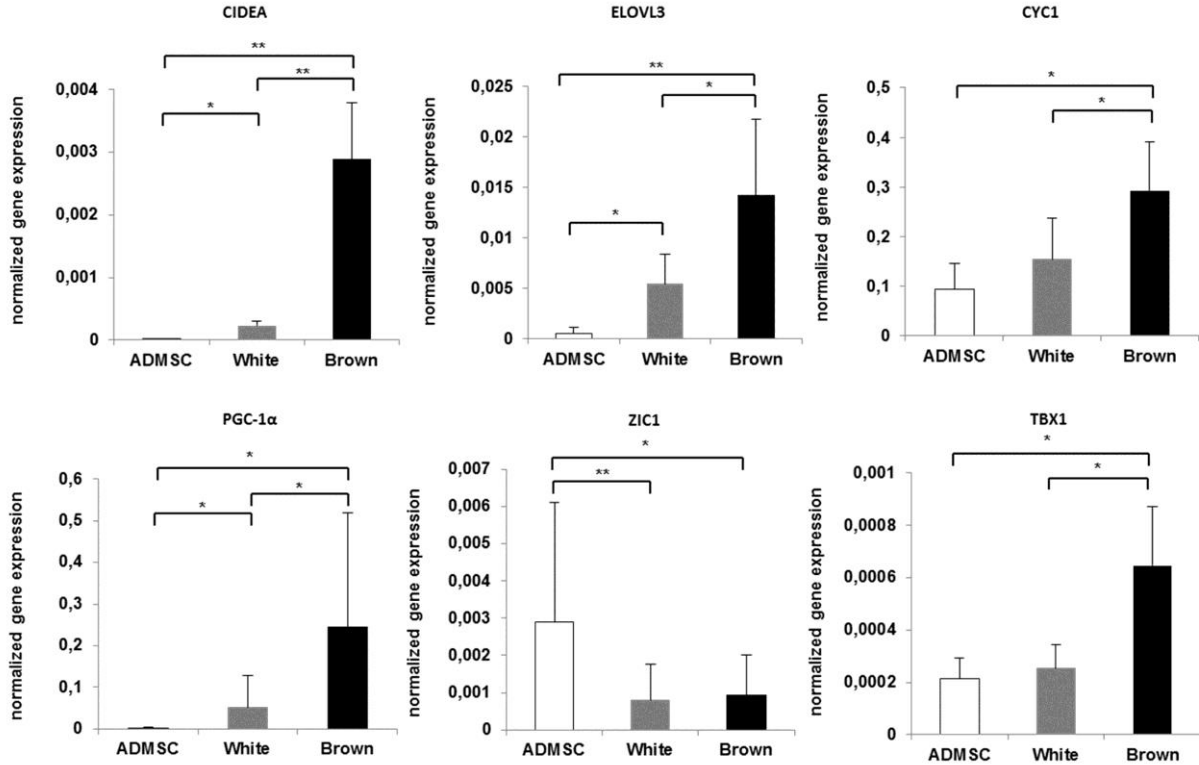 CIDEA
normalized gene expression
0,004
0,003
0,002
0,001
0
**
**
*
ADMSC White Brown
ELOVL3
normalized gene expression
0,025
0,02
0,015
0,01
0,005
0
**
*
*
ADMSC White Brown
CYC1
normalized gene expression
0,5
0,4
0,3
0,2
0,1
0
*
*
ADMSC White Brown
PGC-1α
normalized gene expression
0,6
0,5
0,4
0,3
0,2
0,1
0
*
*
*
ADMSC White Brown
ZIC1
normalized gene expression
0,007
0,006
0,005
0,004
0,003
0,002
0,001
0
*
**
ADMSC White Brown
TBX1
normalized gene expression
0,001
0,0008
0,0006
0,0004
0,0002
0
*
*
ADMSC White Brown